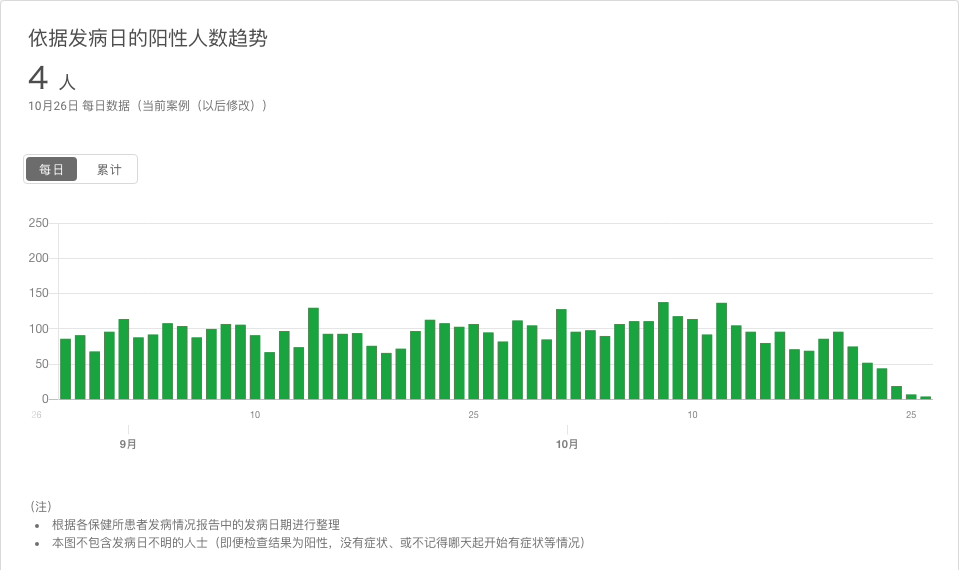 依据发病日的阳性人数趋势
4 人
10月26日 每日数据（当前案例（以后修改））
每日 累计
250
200
150
100
50
0
26 10 25 10 25
9月 10月
（注）
• 根据各保健所患者发病情况报告中的发病日期进行整理
• 本图不包含发病日不明的人士（即便检查结果为阳性，没有症状、或不记得哪天起开始有症状等情况）